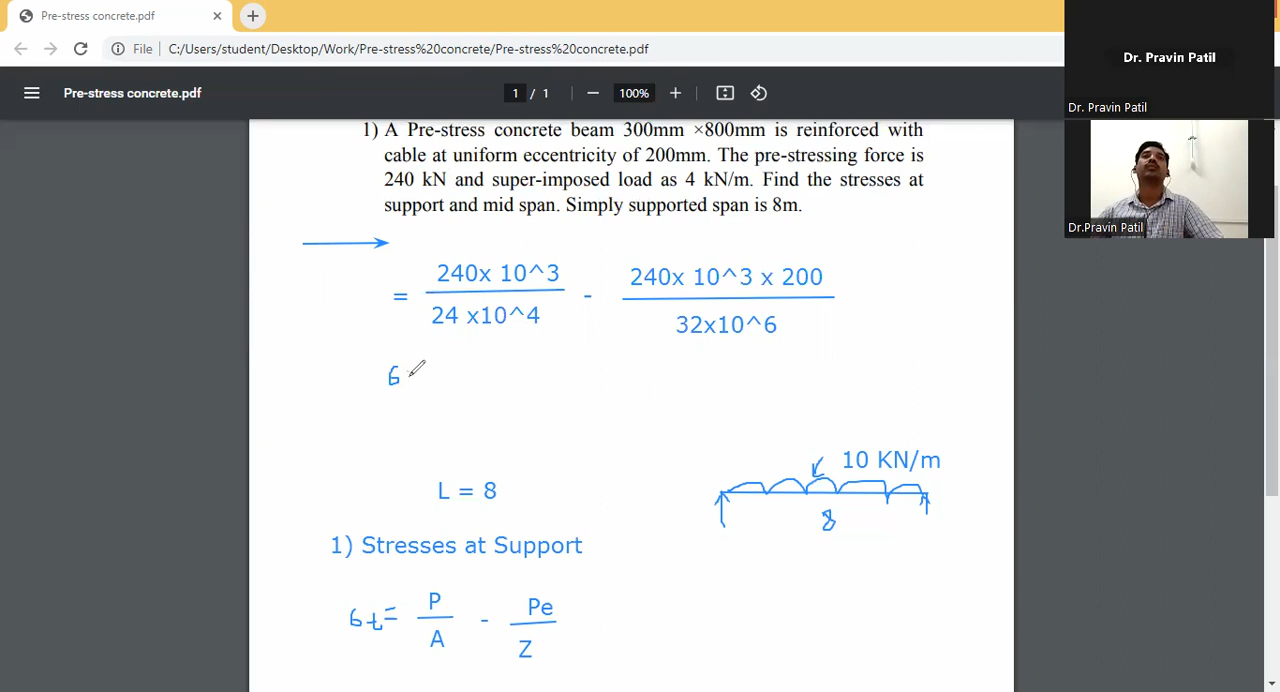 Pre-stress concrete.pdf
File C:/Users/student/Desktop/Work/Pre-stress%20concrete/Pre-stress%20concrete.pdf
Dr. Pravin Patil
Pre-stress concrete.pdf 1 / 1 100%
Dr. Pravin Patil
Dr.Pravin Patil
1) A Pre-stress concrete beam 300mm ×800mm is reinforced with
cable at uniform eccentricity of 200mm. The pre-stressing force is
240 kN and super-imposed load as 4 kN/m. Find the stresses at
support and mid span. Simply supported span is 8m.
= 240x 10^3 - 240x 10^3 x 200
24 x10^4 32x10^6
6
10 KN/m
L = 8
8
1) Stresses at Support
6t = P - Pe
A Z